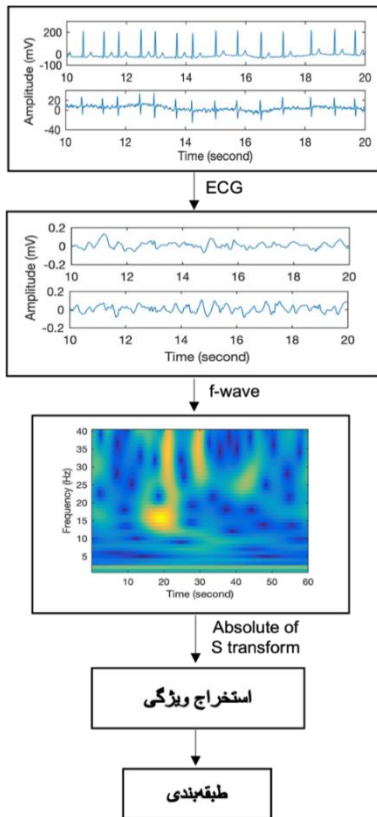 200
Amplitude (mV)
-100
10 12 14 16 18 20
20
0
-40
10 12 14 16 18 20
Time (second)
ECG
0.2
0
-0.2
10 12 14 16 18 20
Amplitude (mV)
0.2
0
-0.2
10 12 14 16 18 20
Time (second)
f-wave
40
35
30
25
20
15
10
5
Frequency (Hz)
10 20 30 40 50 60
Time (second)
Absolute of
S transform
استخراج ویژگی
طبقه‌بندی